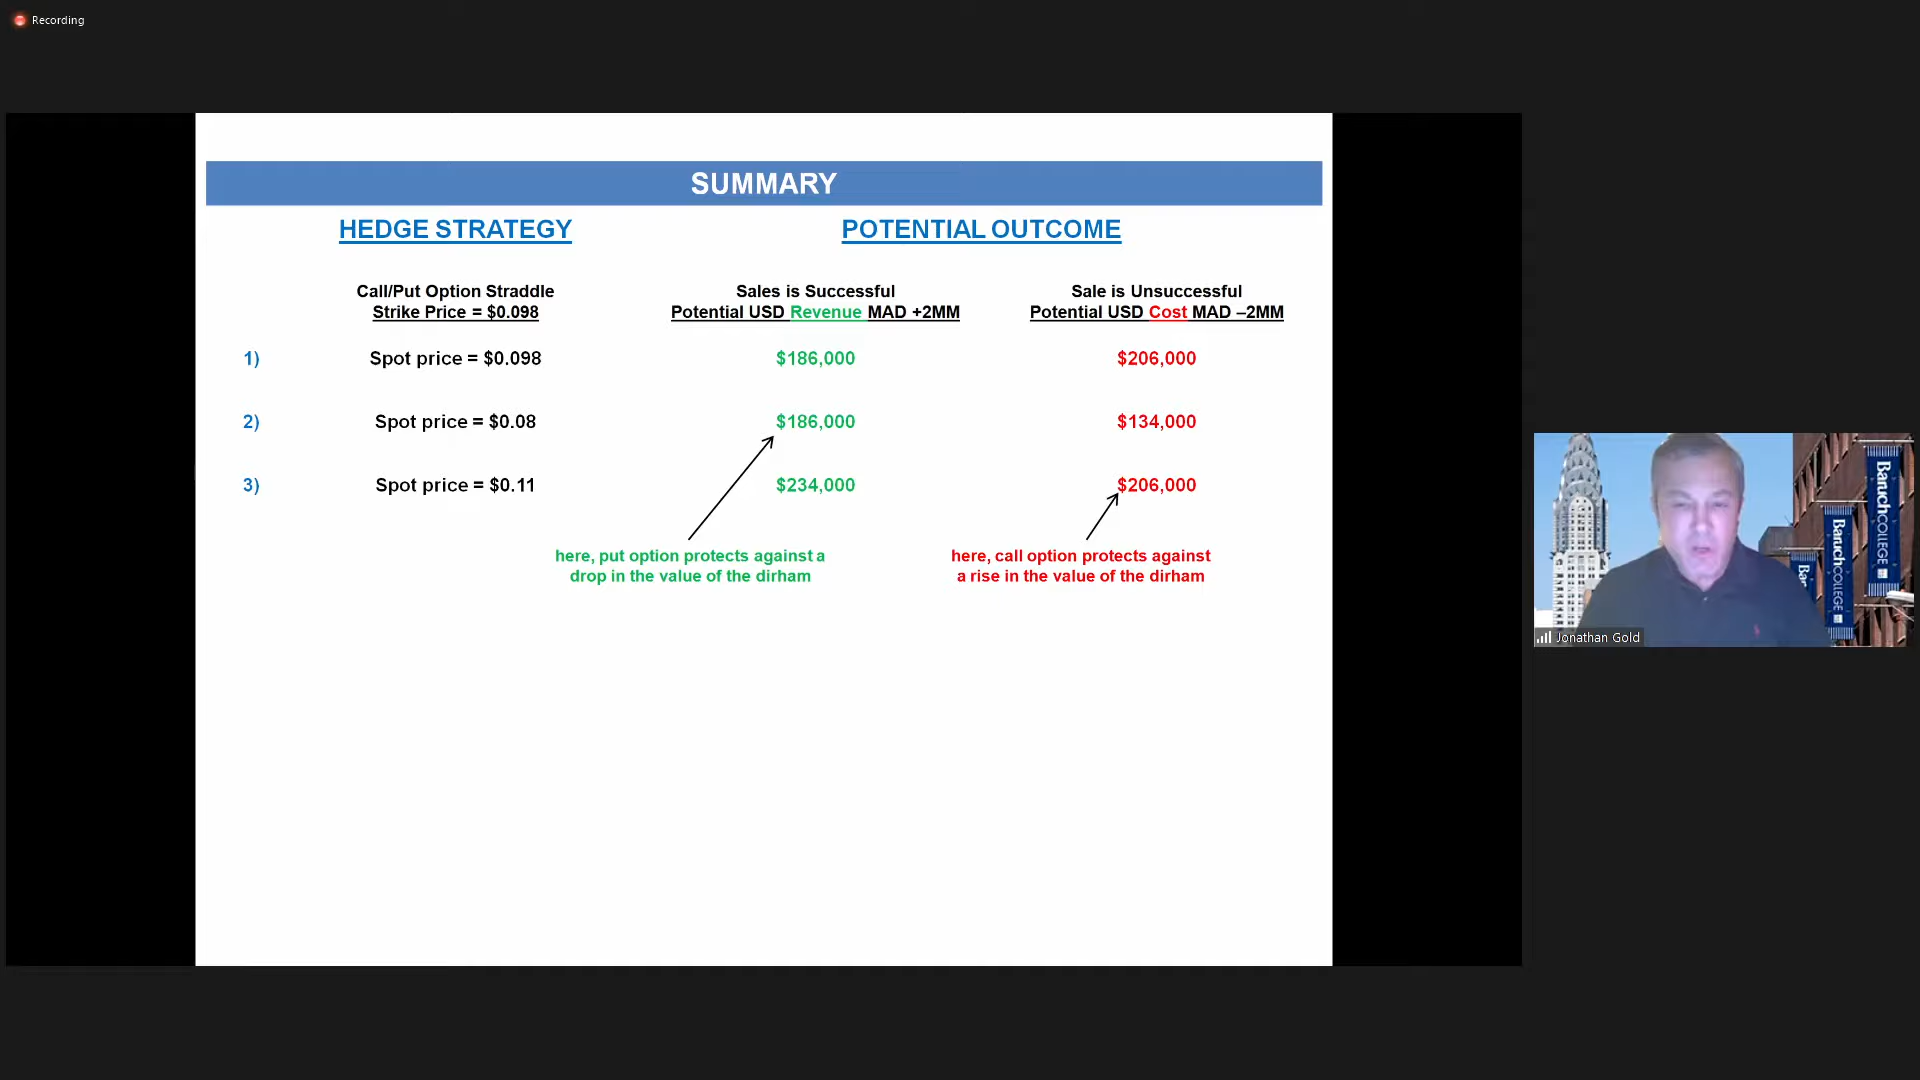 Recording
SUMMARY
HEDGE STRATEGY
POTENTIAL OUTCOME
Call/Put Option Straddle
Strike Price = $0.098
Sales is Successful
Potential USD Revenue MAD +2MM
Sale is Unsuccessful
Potential USD Cost MAD –2MM
1) Spot price = $0.098 $186,000 $206,000
2) Spot price = $0.08 $186,000 $134,000
3) Spot price = $0.11 $234,000 $206,000
here, put option protects against a
drop in the value of the dirham
here, call option protects against
a rise in the value of the dirham
Baruch COLLEGE
Baruch COLLEGE
Bar
Jonathan Gold